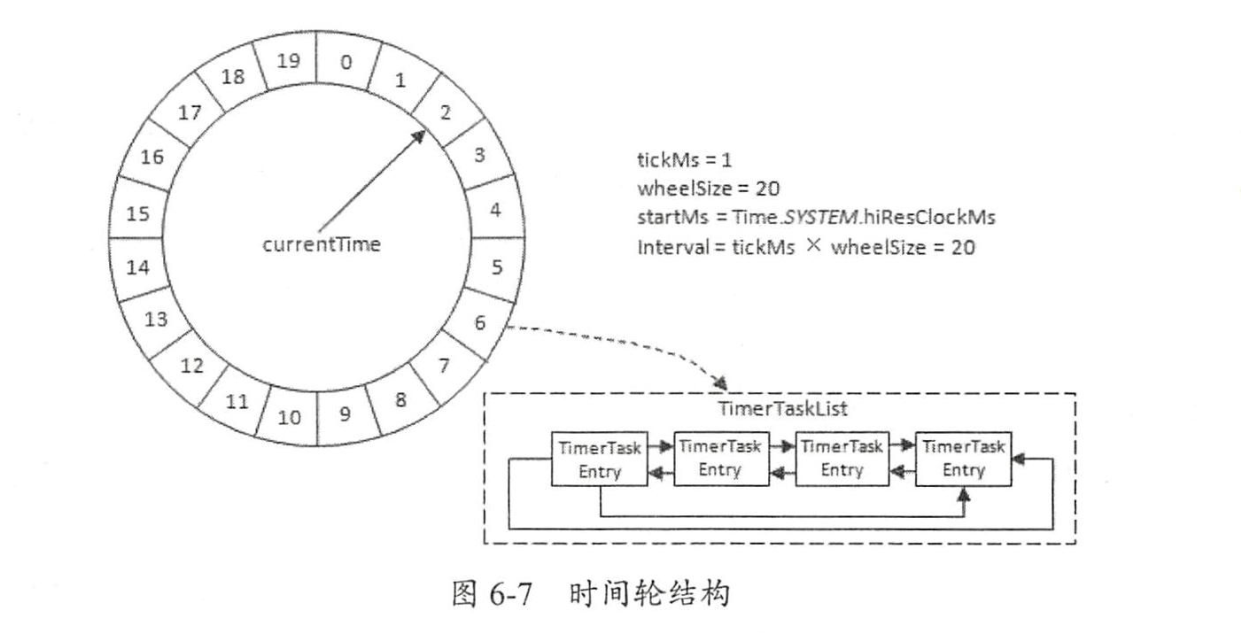 0
1
2
3
4
5
6
7
8
9
10
11
12
13
14
15
16
17
18
19
currentTime
tickMs = 1
wheelSize = 20
startMs = Time.SYSTEM.hiResClockMs
Interval = tickMs × wheelSize = 20
TimerTaskList
TimerTask
Entry
TimerTask
Entry
TimerTask
Entry
TimerTask
Entry
图 6-7 时间轮结构